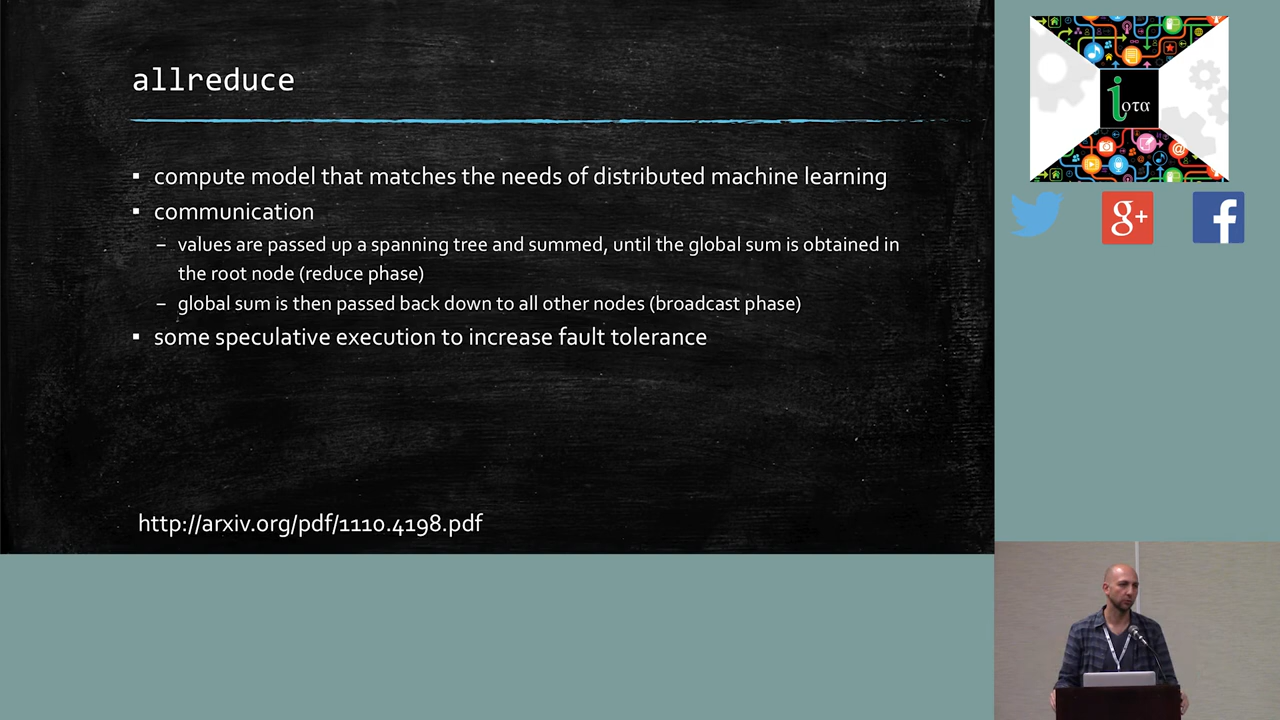 allreduce
▪ compute model that matches the needs of distributed machine learning
▪ communication
– values are passed up a spanning tree and summed, until the global sum is obtained in
the root node (reduce phase)
– global sum is then passed back down to all other nodes (broadcast phase)
▪ some speculative execution to increase fault tolerance
http://arxiv.org/pdf/1110.4198.pdf
iοτα
g+
f
@